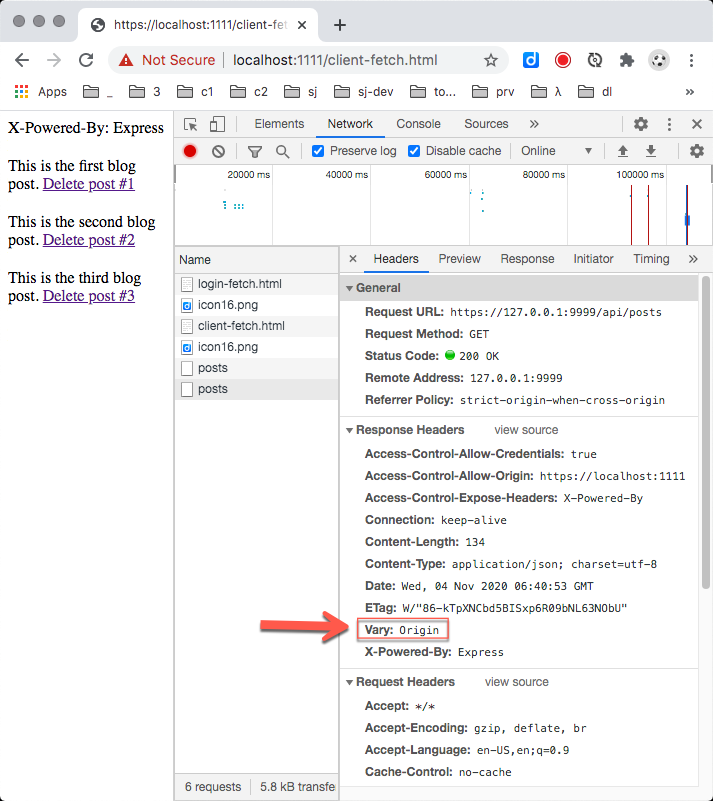 https://localhost:1111/client-fet
Not Secure localhost:1111/client-fetch.html
Apps _ 3 c1 c2 sj sj-dev to... prv λ dl »
X-Powered-By: Express
This is the first blog
post. Delete post #1
This is the second blog
post. Delete post #2
This is the third blog
post. Delete post #3
Elements Network Console Sources »
Preserve log Disable cache Online
20000 ms 40000 ms 60000 ms 80000 ms 100000 ms
Name
login-fetch.html
icon16.png
client-fetch.html
icon16.png
posts
posts
6 requests 5.8 kB transfe
Headers Preview Response Initiator Timing »
General
Request URL: https://127.0.0.1:9999/api/posts
Request Method: GET
Status Code: 200 OK
Remote Address: 127.0.0.1:9999
Referrer Policy: strict-origin-when-cross-origin
Response Headers view source
Access-Control-Allow-Credentials: true
Access-Control-Allow-Origin: https://localhost:1111
Access-Control-Expose-Headers: X-Powered-By
Connection: keep-alive
Content-Length: 134
Content-Type: application/json; charset=utf-8
Date: Wed, 04 Nov 2020 06:40:53 GMT
ETag: W/"86-kTpXNCbd5BISxp6R09bNL63NObU"
Vary: Origin
X-Powered-By: Express
Request Headers view source
Accept: */*
Accept-Encoding: gzip, deflate, br
Accept-Language: en-US,en;q=0.9
Cache-Control: no-cache